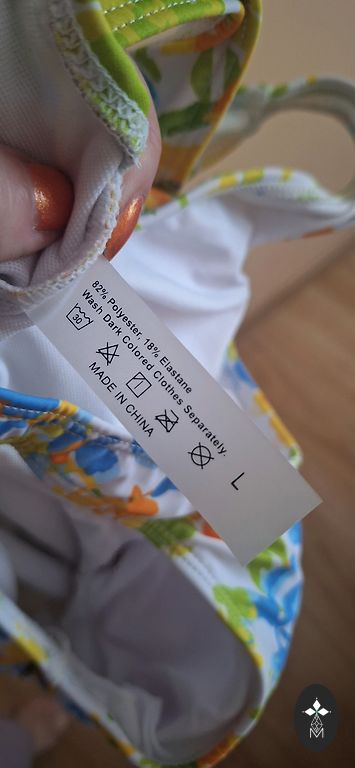 82% Polyester, 18% Elastane
Wash Dark Colored Clothes Separately.
30
MADE IN CHINA
L
M